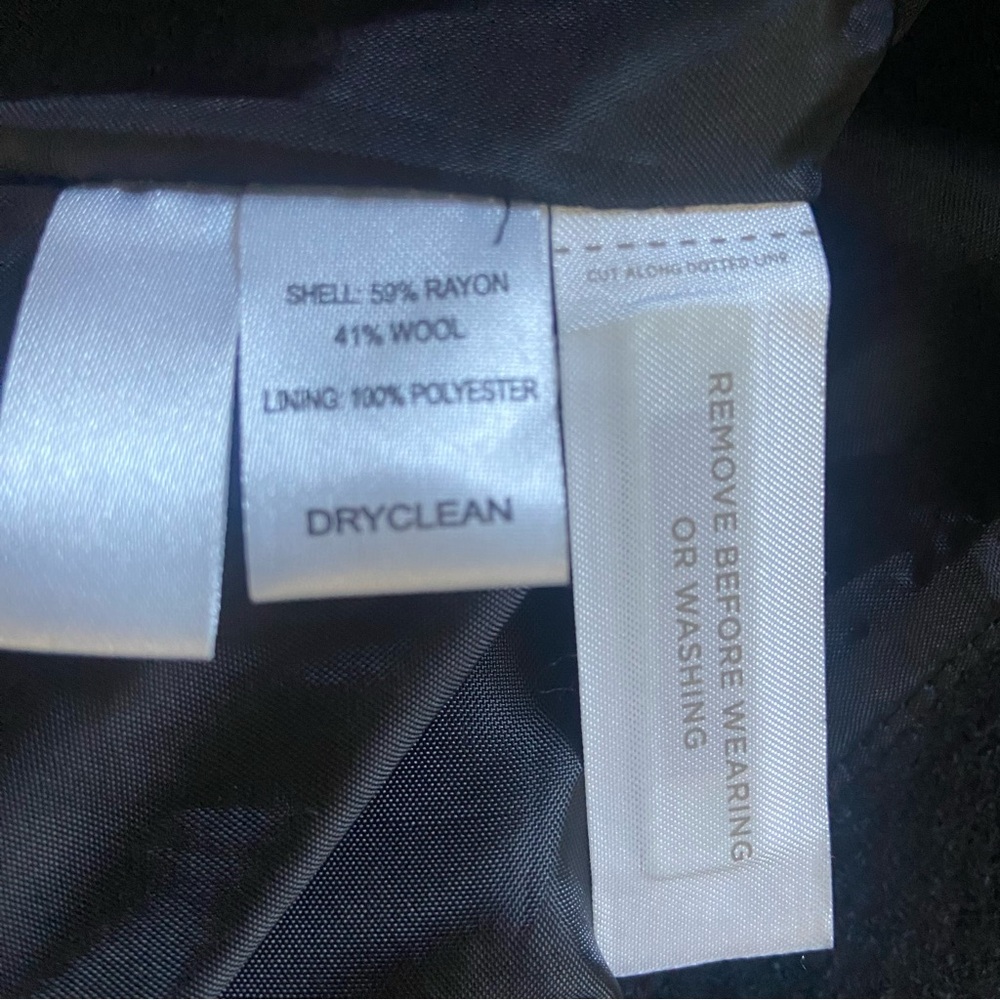 SHELL: 59% RAYON
41% WOOL
LINING: 100% POLYESTER
DRYCLEAN
CUT ALONG DOTTED LINE
REMOVE BEFORE WEARING
OR WASHING